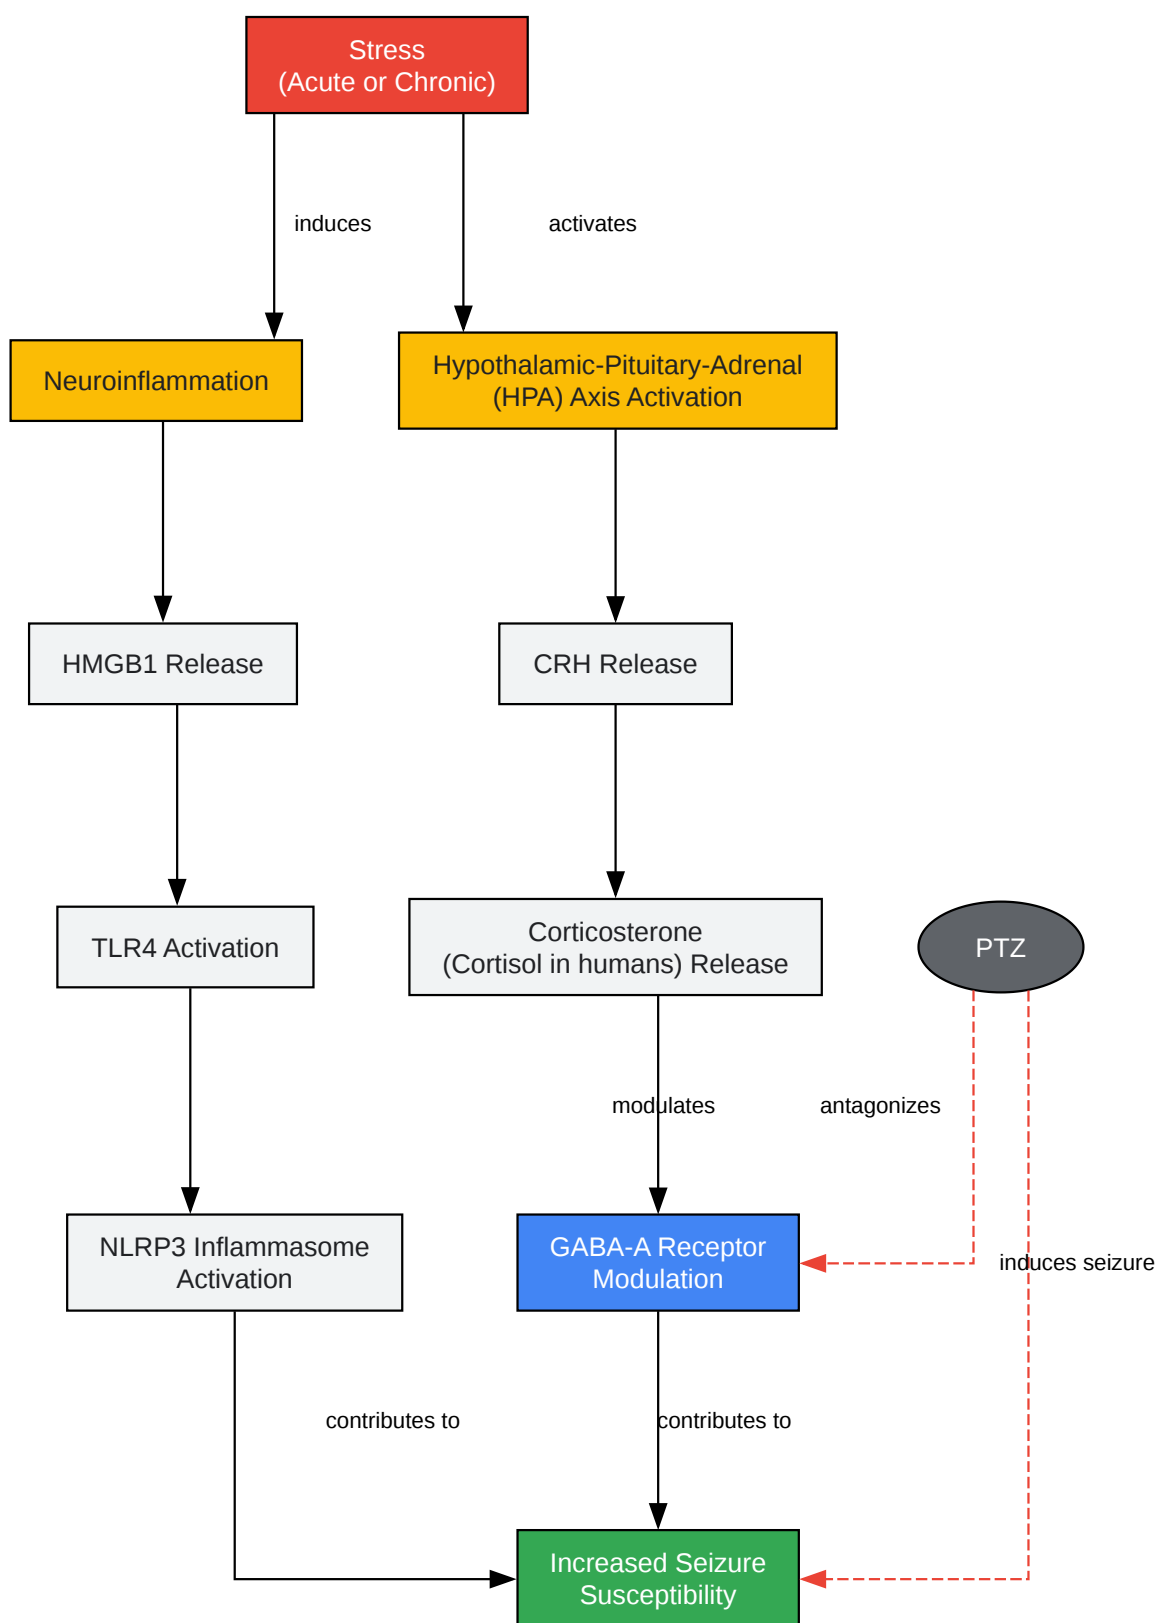 Stress
(Acute or Chronic)
induces
activates
Neuroinflammation
Hypothalamic-Pituitary-Adrenal
(HPA) Axis Activation
HMGB1 Release
CRH Release
TLR4 Activation
Corticosterone
(Cortisol in humans) Release
PTZ
modulates
antagonizes
NLRP3 Inflammasome
Activation
GABA-A Receptor
Modulation
induces seizure
contributes to
contributes to
Increased Seizure
Susceptibility